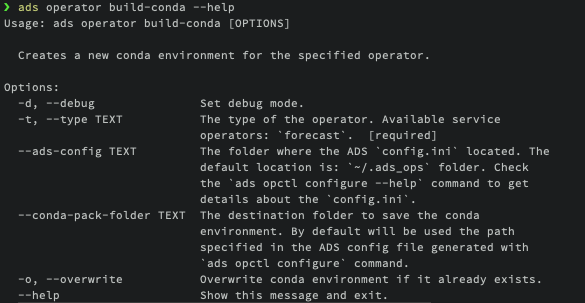 ❯ ads operator build-conda --help
Usage: ads operator build-conda [OPTIONS]
Creates a new conda environment for the specified operator.
Options:
-d, --debug Set debug mode.
-t, --type TEXT The type of the operator. Available service
operators: `forecast`. [required]
--ads-config TEXT The folder where the ADS `config.ini` located. The
default location is: `~/.ads_ops` folder. Check
the `ads opctl configure --help` command to get
details about the `config.ini`.
--conda-pack-folder TEXT The destination folder to save the conda
environment. By default will be used the path
specified in the ADS config file generated with
`ads opctl configure` command.
-o, --overwrite Overwrite conda environment if it already exists.
--help Show this message and exit.